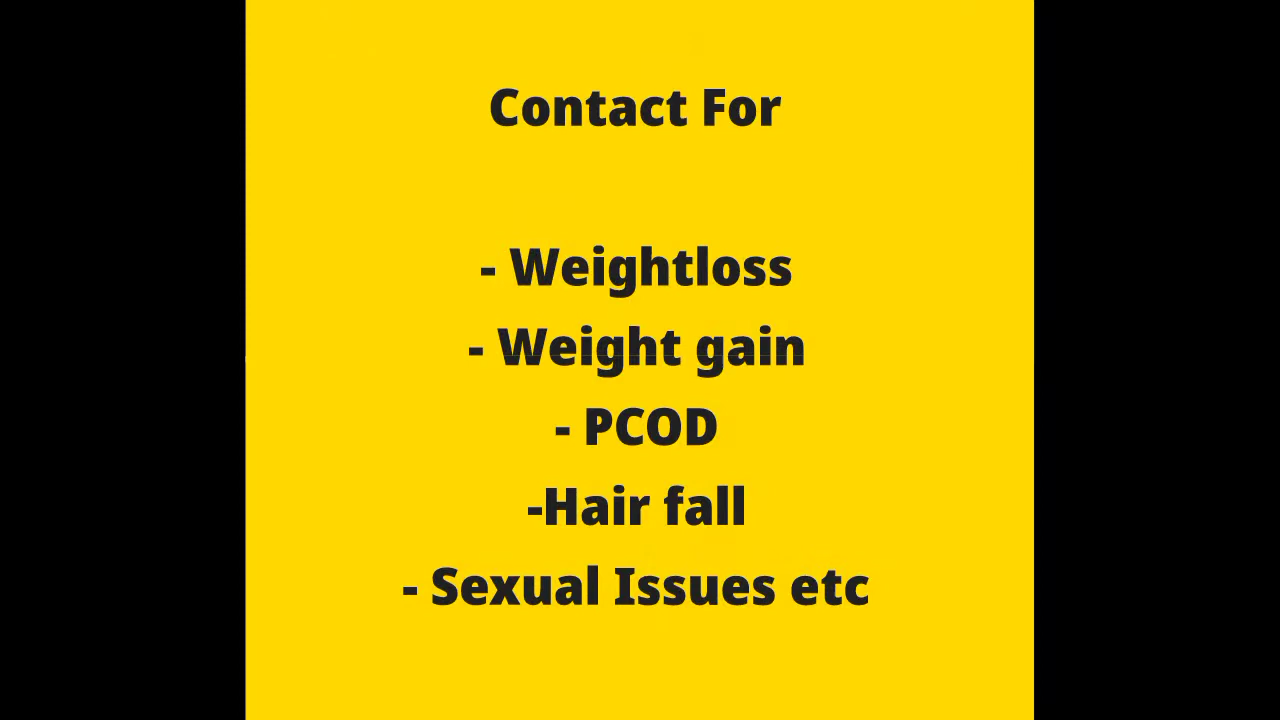 Contact For
- Weightloss
- Weight gain
- PCOD
-Hair fall
- Sexual Issues etc